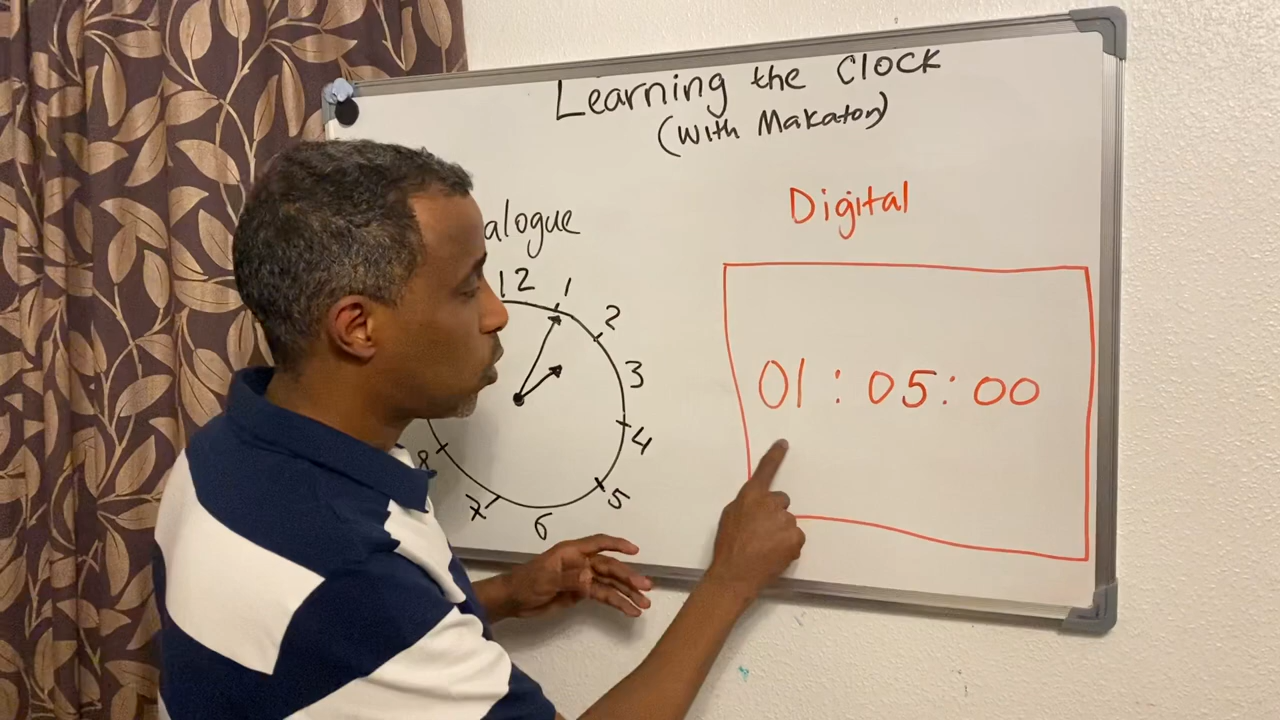 Learning the Clock
(with Makaton)
alogue
Digital
12
1
2
3
4
5
6
7
8
01 : 05 : 00